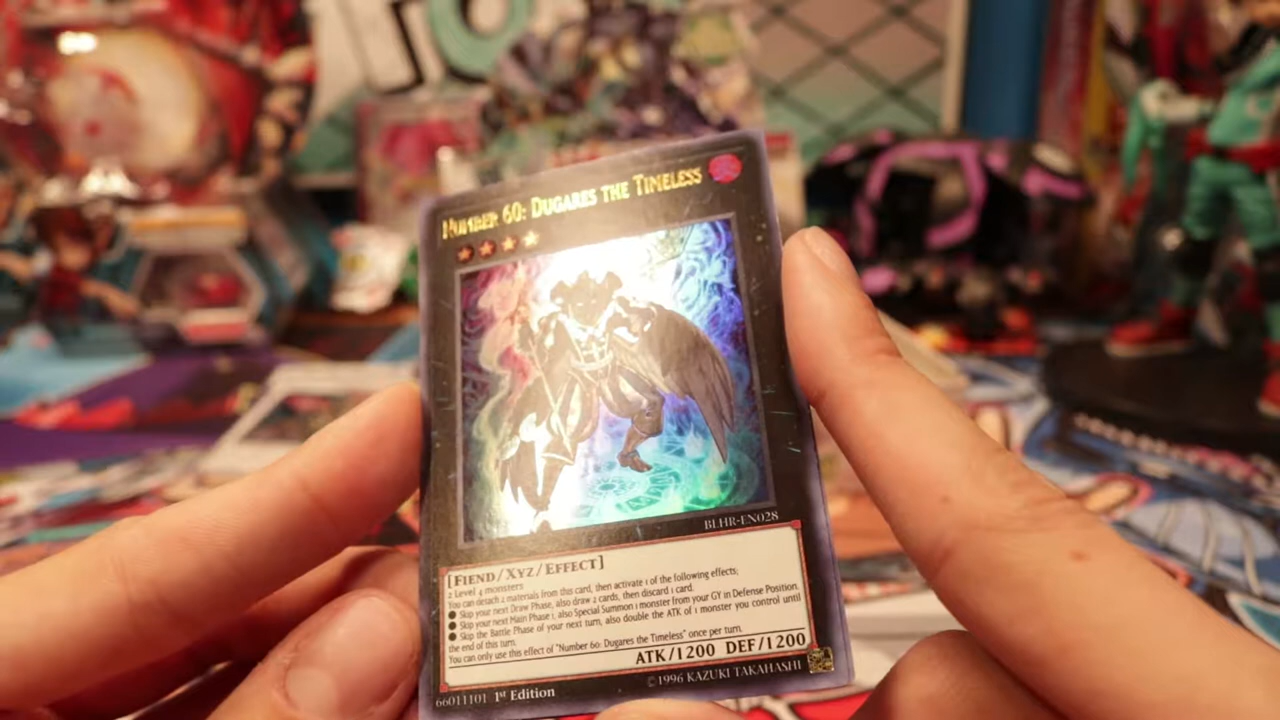 NUMBER 60: DUGARES THE TIMELESS
BLHR-EN028
[FIEND/XYZ/EFFECT]
2 Level 4 monsters
You can detach 2 materials from this card, then activate 1 of the following effects;
● Skip your next Draw Phase, also draw 2 cards, then discard 1 card.
● Skip your next Main Phase 1, also Special Summon 1 monster from your GY in Defense Position.
● Skip the Battle Phase of your next turn, also double the ATK of 1 monster you control until
the end of this turn.
You can only use this effect of "Number 60: Dugares the Timeless" once per turn.
ATK/1200 DEF/1200
66011101 1st Edition
©1996 KAZUKI TAKAHASHI